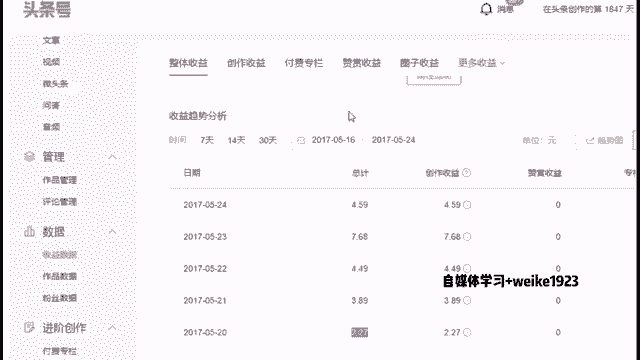 头条号
消息
在头条创作的第 1847 天
文章
视频
微头条
问答
音频
管理
作品管理
评论管理
数据
收益数据
作品数据
粉丝数据
进阶创作
付费专栏
整体收益 创作收益 付费专栏 赞赏收益 圈子收益 更多收益
收益趋势分析
时间 7天 14天 30天 2017-05-16 - 2017-05-24 单位：元 趋势图
日期 总计 创作收益 赞赏收益
2017-05-24 4.59 4.59 0
2017-05-23 7.68 7.68 0
2017-05-22 4.49 4.49 0
自媒体学习+weike1923
2017-05-21 3.89 3.89 0
2017-05-20 2.27 2.27 0